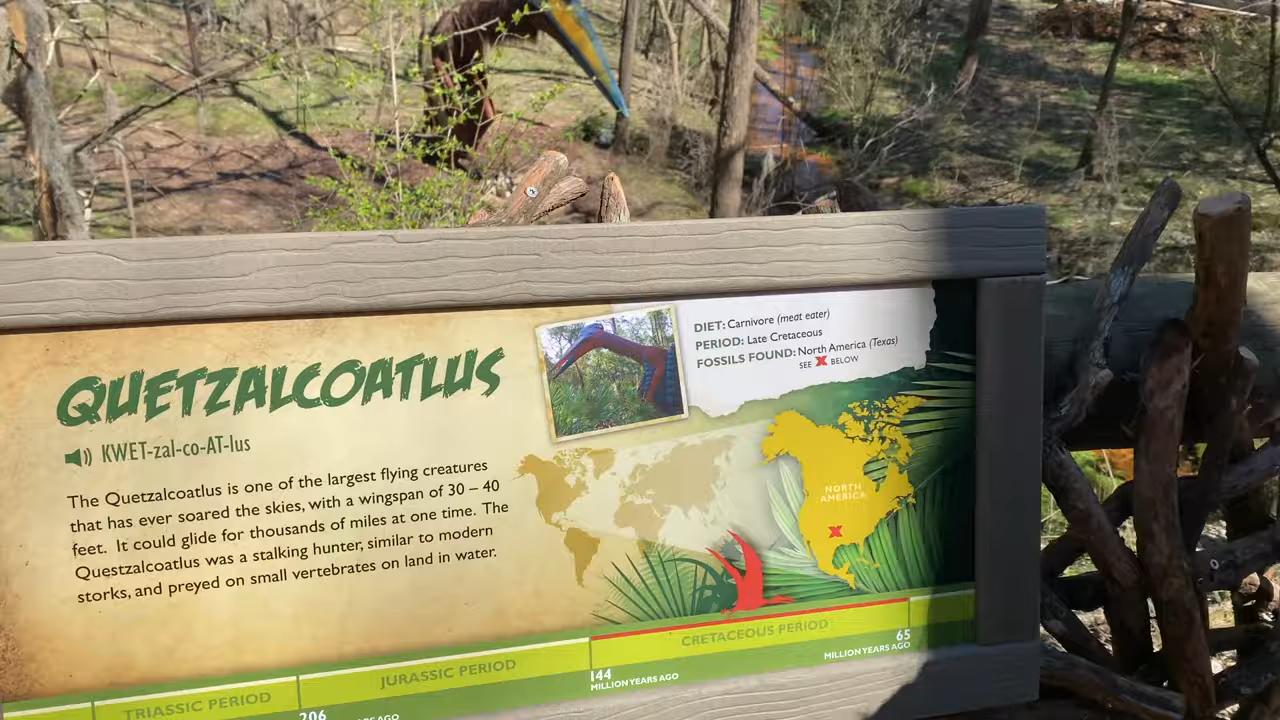 QUETZALCOATLUS
KWET-zal-co-AT-lus
The Quetzalcoatlus is one of the largest flying creatures
that has ever soared the skies, with a wingspan of 30 – 40
feet. It could glide for thousands of miles at one time. The
Questzalcoatlus was a stalking hunter, similar to modern
storks, and preyed on small vertebrates on land in water.
DIET: Carnivore (meat eater)
PERIOD: Late Cretaceous
FOSSILS FOUND: North America (Texas)
SEE X BELOW
NORTH
AMERICA
TRIASSIC PERIOD
JURASSIC PERIOD
CRETACEOUS PERIOD
206
144
MILLION YEARS AGO
65
MILLION YEARS AGO